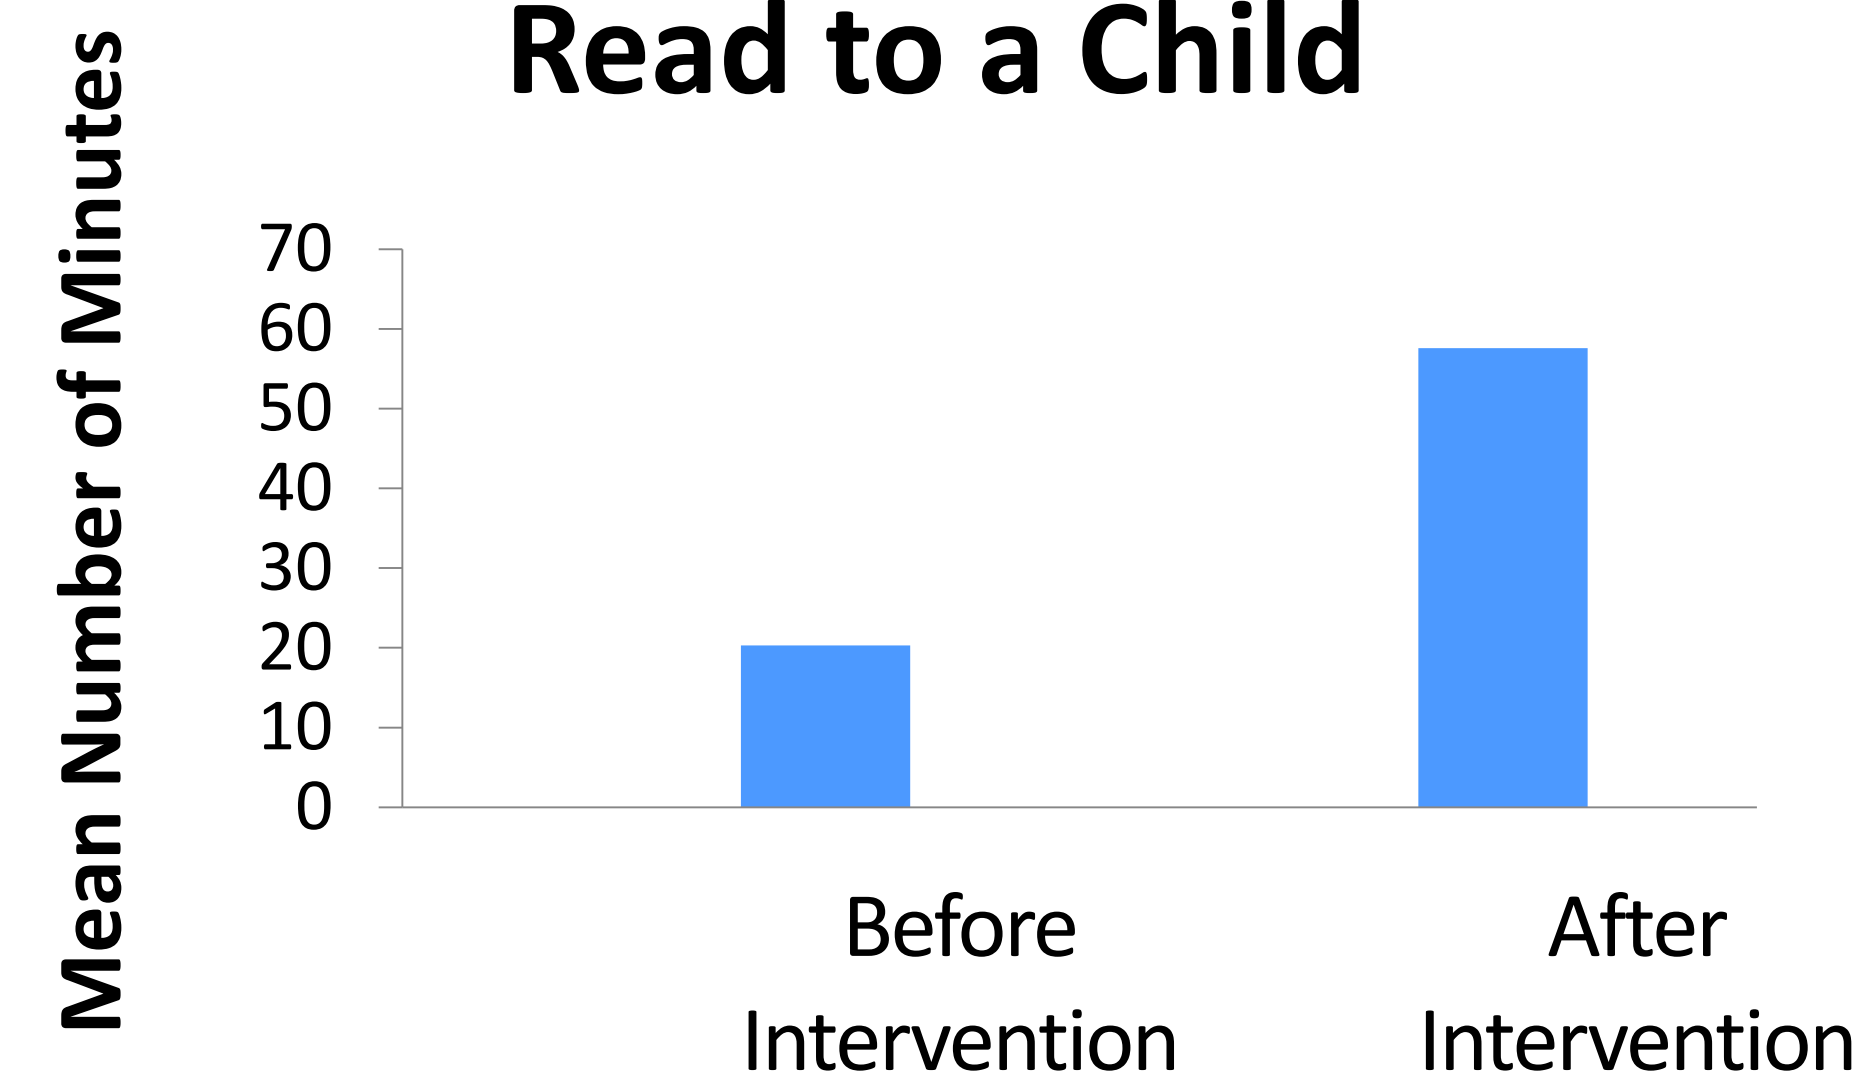 Read to a Child
Mean Number of Minutes
70
60
50
40
30
20
10
0
Before
Intervention
After
Intervention